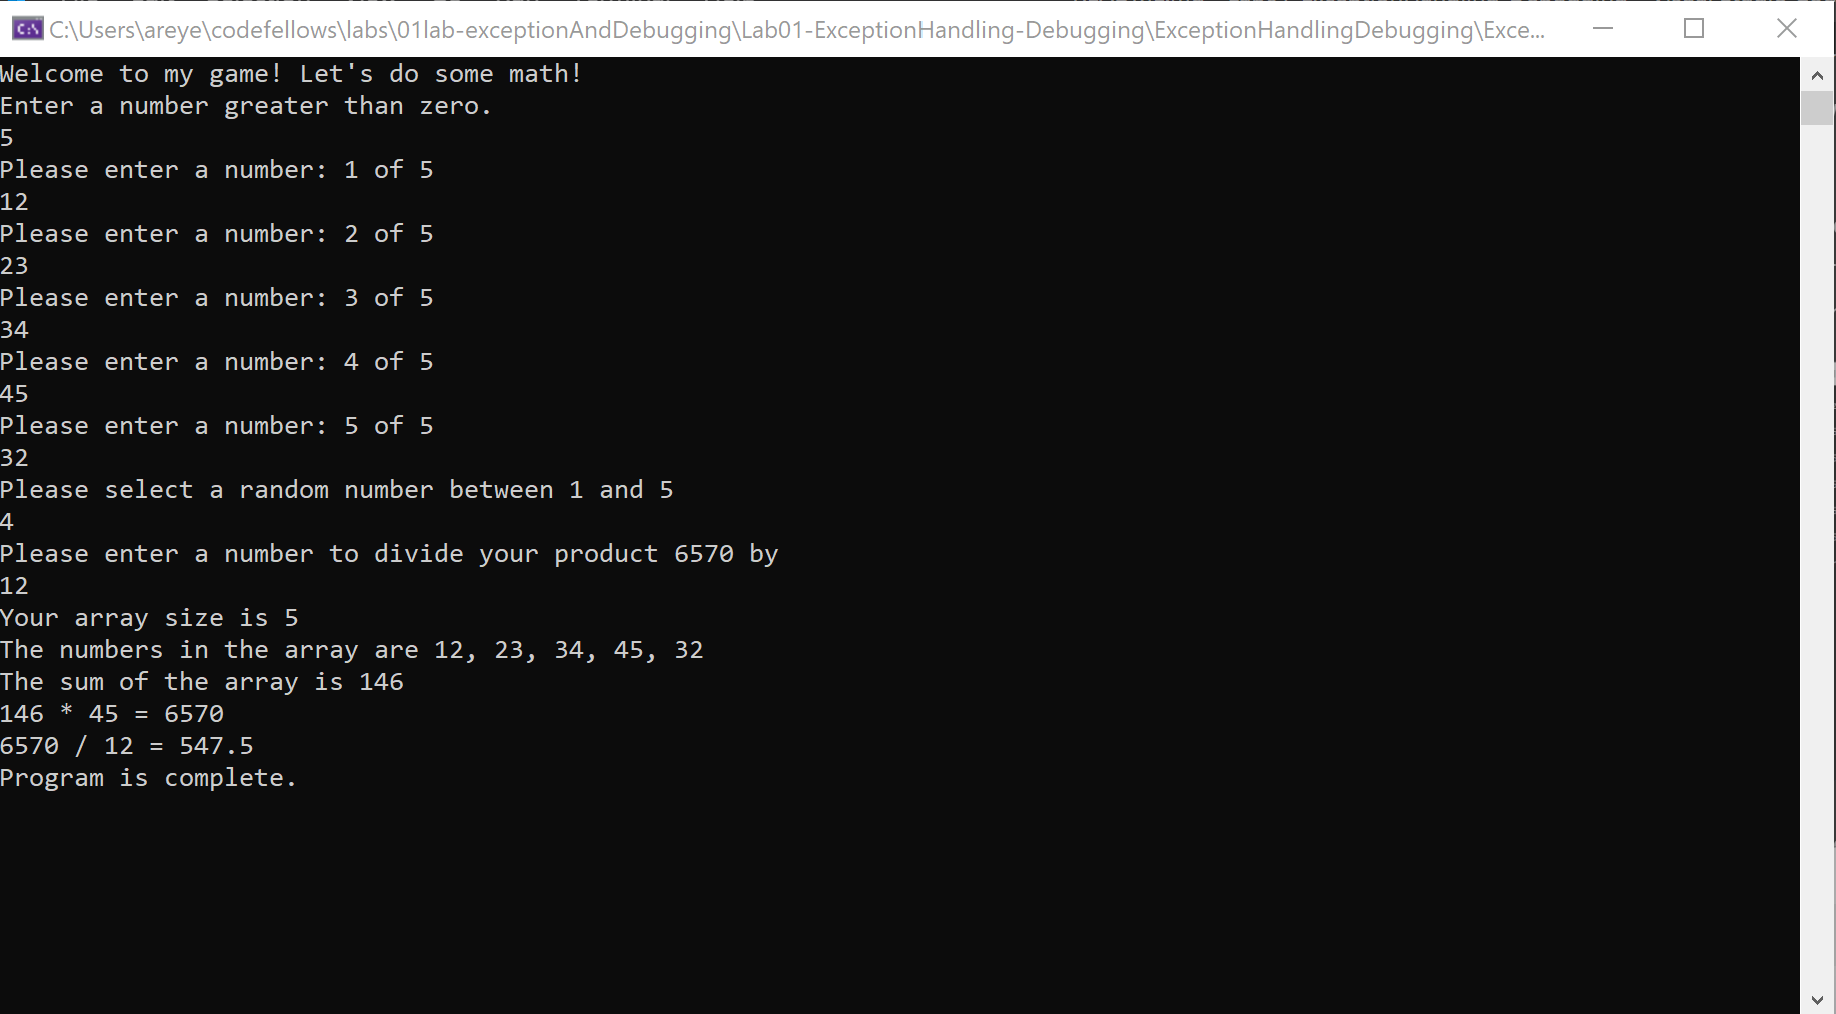 C:\Users\areye\codefellows\labs\01lab-exceptionAndDebugging\Lab01-ExceptionHandling-Debugging\ExceptionHandlingDebugging\Exce...
Welcome to my game! Let's do some math!
Enter a number greater than zero.
5
Please enter a number: 1 of 5
12
Please enter a number: 2 of 5
23
Please enter a number: 3 of 5
34
Please enter a number: 4 of 5
45
Please enter a number: 5 of 5
32
Please select a random number between 1 and 5
4
Please enter a number to divide your product 6570 by
12
Your array size is 5
The numbers in the array are 12, 23, 34, 45, 32
The sum of the array is 146
146 * 45 = 6570
6570 / 12 = 547.5
Program is complete.